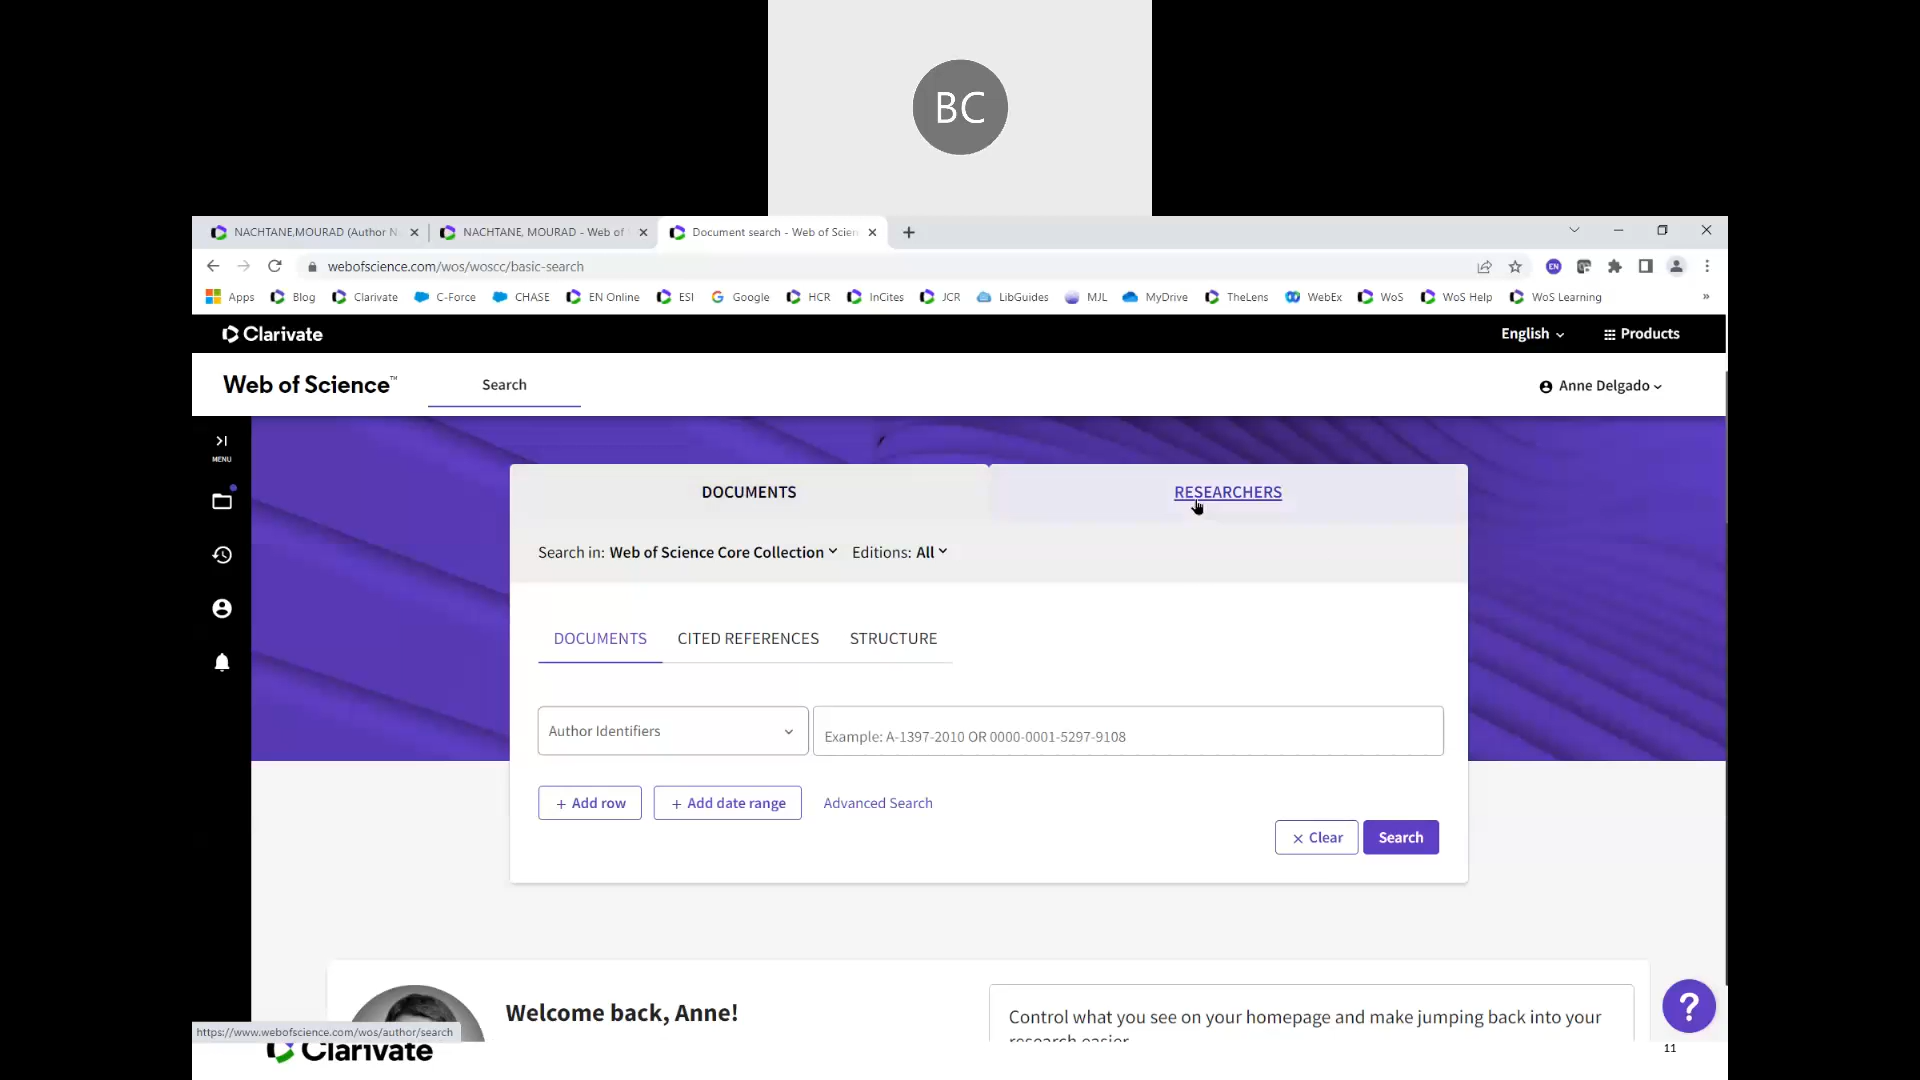 BC
NACHTANE,MOURAD (Author N
NACHTANE, MOURAD - Web of
Document search - Web of Scien
webofscience.com/wos/woscc/basic-search
EN
Apps Blog Clarivate C-Force CHASE EN Online ESI Google HCR InCites JCR LibGuides MJL MyDrive TheLens WebEx WoS WoS Help WoS Learning »
Clarivate
English
Products
Web of Science™
Search
Anne Delgado
MENU
DOCUMENTS
RESEARCHERS
Search in: Web of Science Core Collection Editions: All
DOCUMENTS CITED REFERENCES STRUCTURE
Author Identifiers
Example: A-1397-2010 OR 0000-0001-5297-9108
+ Add row
+ Add date range
Advanced Search
× Clear
Search
Welcome back, Anne!
Control what you see on your homepage and make jumping back into your
research easier
?
https://www.webofscience.com/wos/author/search
Clarivate
11